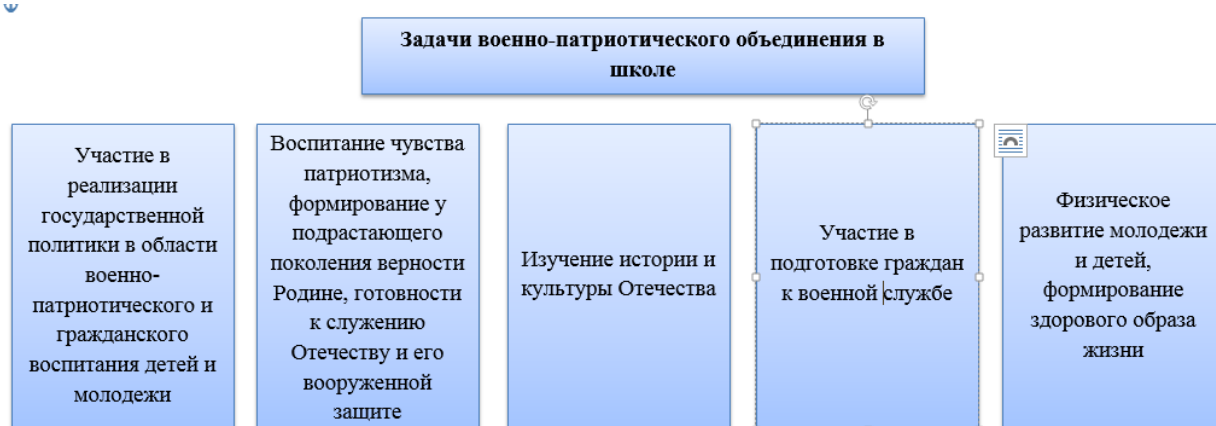 Задачи военно-патриотического объединения в
школе
Участие в
реализации
государственной
политики в области
военно-
патриотического и
гражданского
воспитания детей и
молодежи
Воспитание чувства
патриотизма,
формирование у
подрастающего
поколения верности
Родине, готовности
к служению
Отечеству и его
вооруженной
защите
Изучение истории и
культуры Отечества
Участие в
подготовке граждан
к военной службе
Физическое
развитие молодежи
и детей,
формирование
здорового образа
жизни